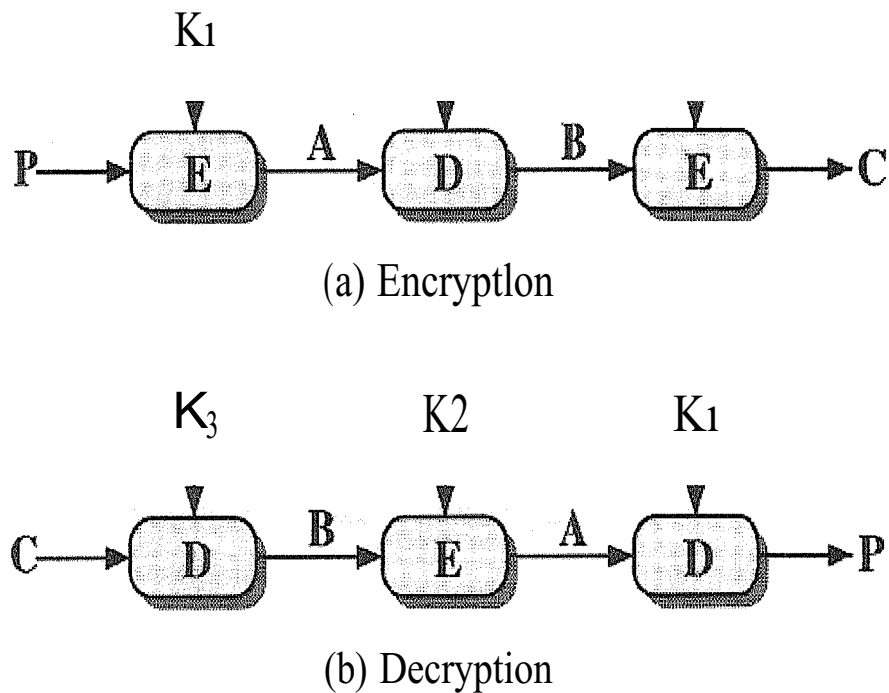 K1
P E A D B E C
(a) Encryptlon
K3 K2 K1
C D B E A D P
(b) Decryption